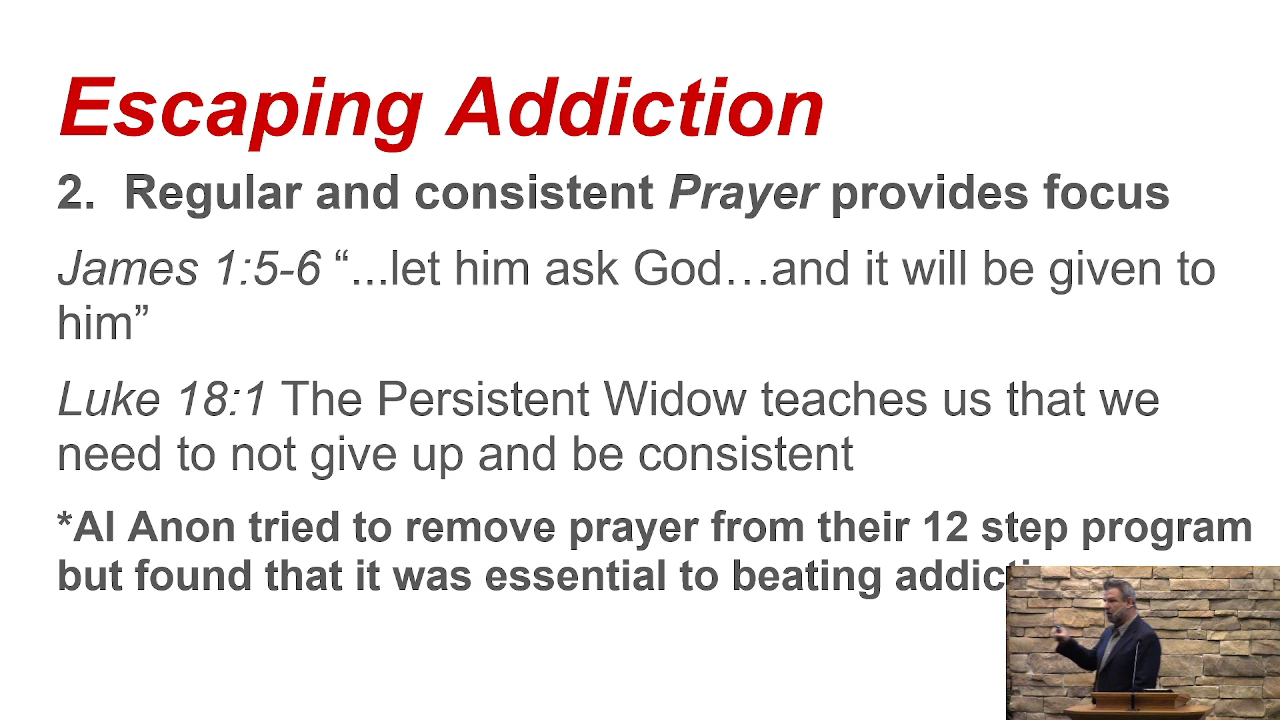 Escaping Addiction
2. Regular and consistent Prayer provides focus
James 1:5-6 “...let him ask God…and it will be given to
him”
Luke 18:1 The Persistent Widow teaches us that we
need to not give up and be consistent
*Al Anon tried to remove prayer from their 12 step program
but found that it was essential to beating